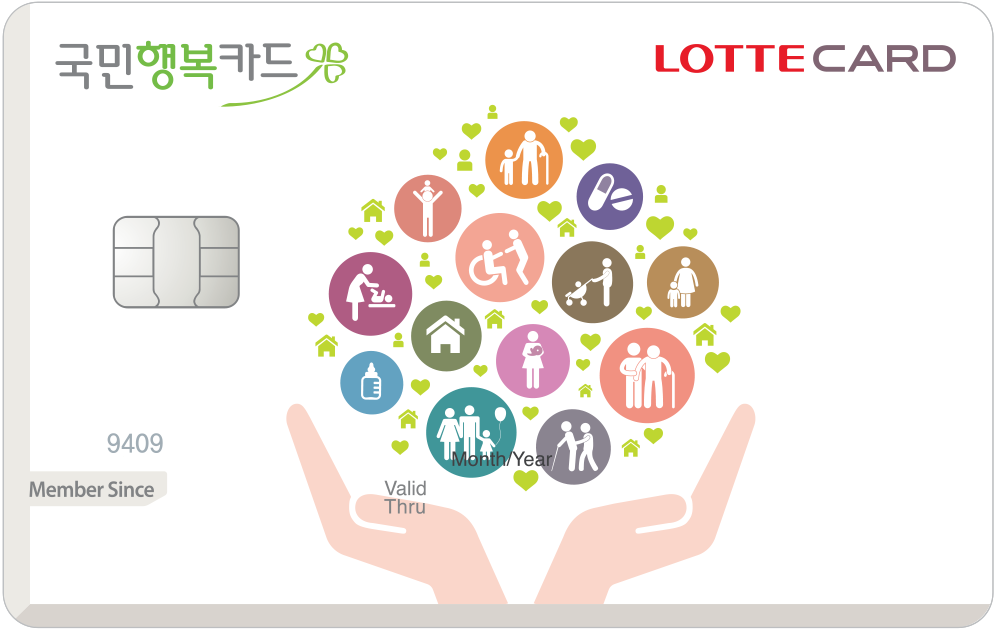 국민행복카드
LOTTE CARD
9409
Month/Year
Member Since
Valid
Thru